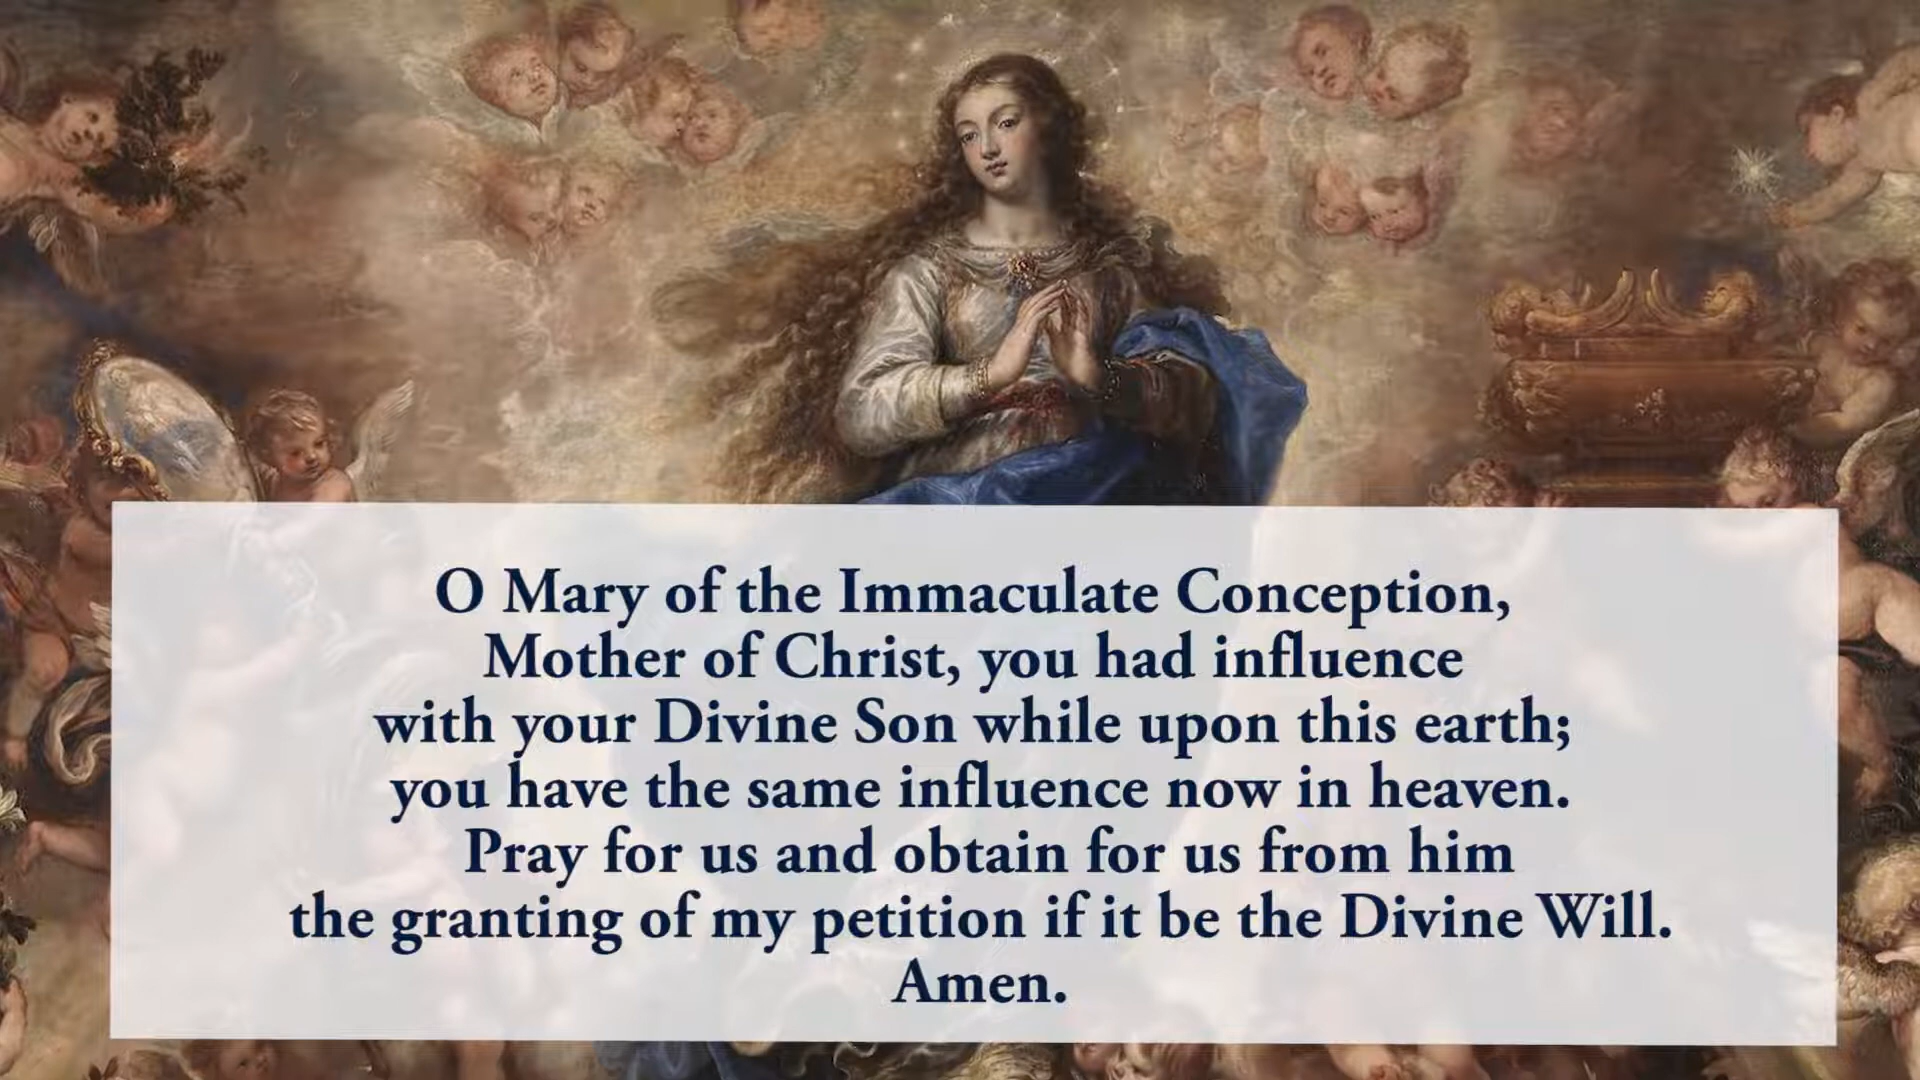 O Mary of the Immaculate Conception,
Mother of Christ, you had influence
with your Divine Son while upon this earth;
you have the same influence now in heaven.
Pray for us and obtain for us from him
the granting of my petition if it be the Divine Will.
Amen.